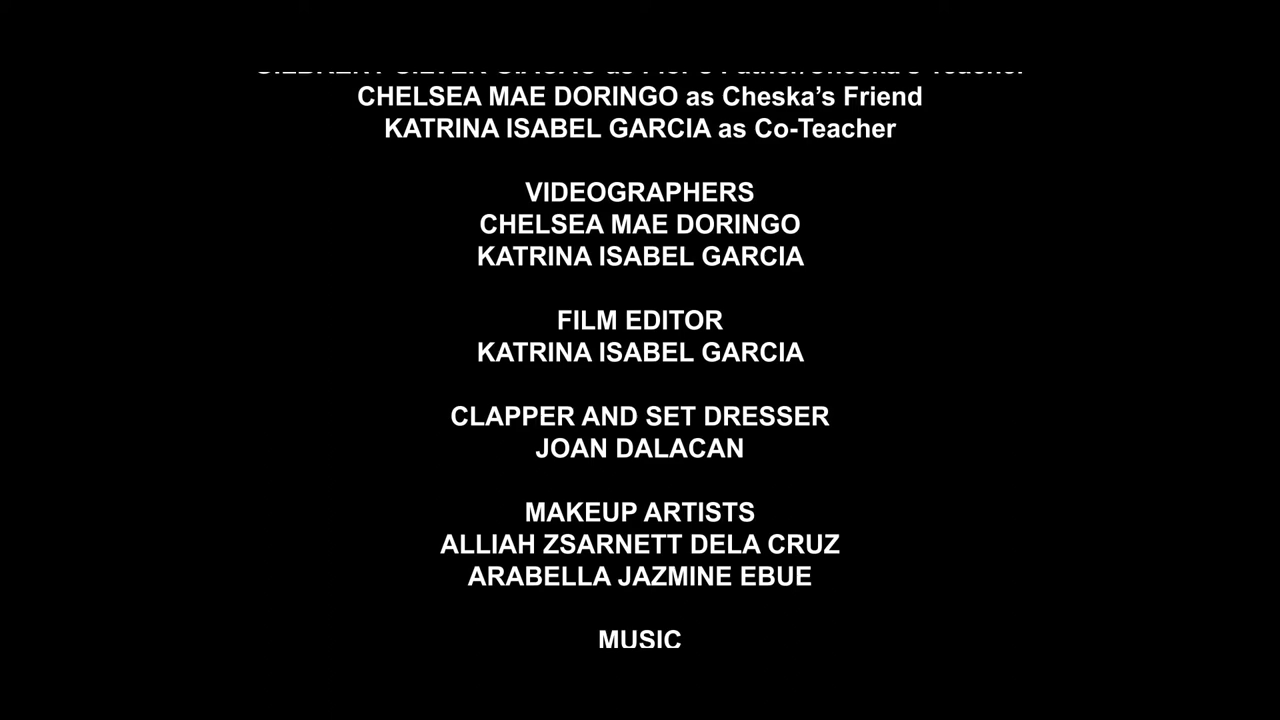 CHELSEA MAE DORINGO as Cheska’s Friend
KATRINA ISABEL GARCIA as Co-Teacher
VIDEOGRAPHERS
CHELSEA MAE DORINGO
KATRINA ISABEL GARCIA
FILM EDITOR
KATRINA ISABEL GARCIA
CLAPPER AND SET DRESSER
JOAN DALACAN
MAKEUP ARTISTS
ALLIAH ZSARNETT DELA CRUZ
ARABELLA JAZMINE EBUE
MUSIC